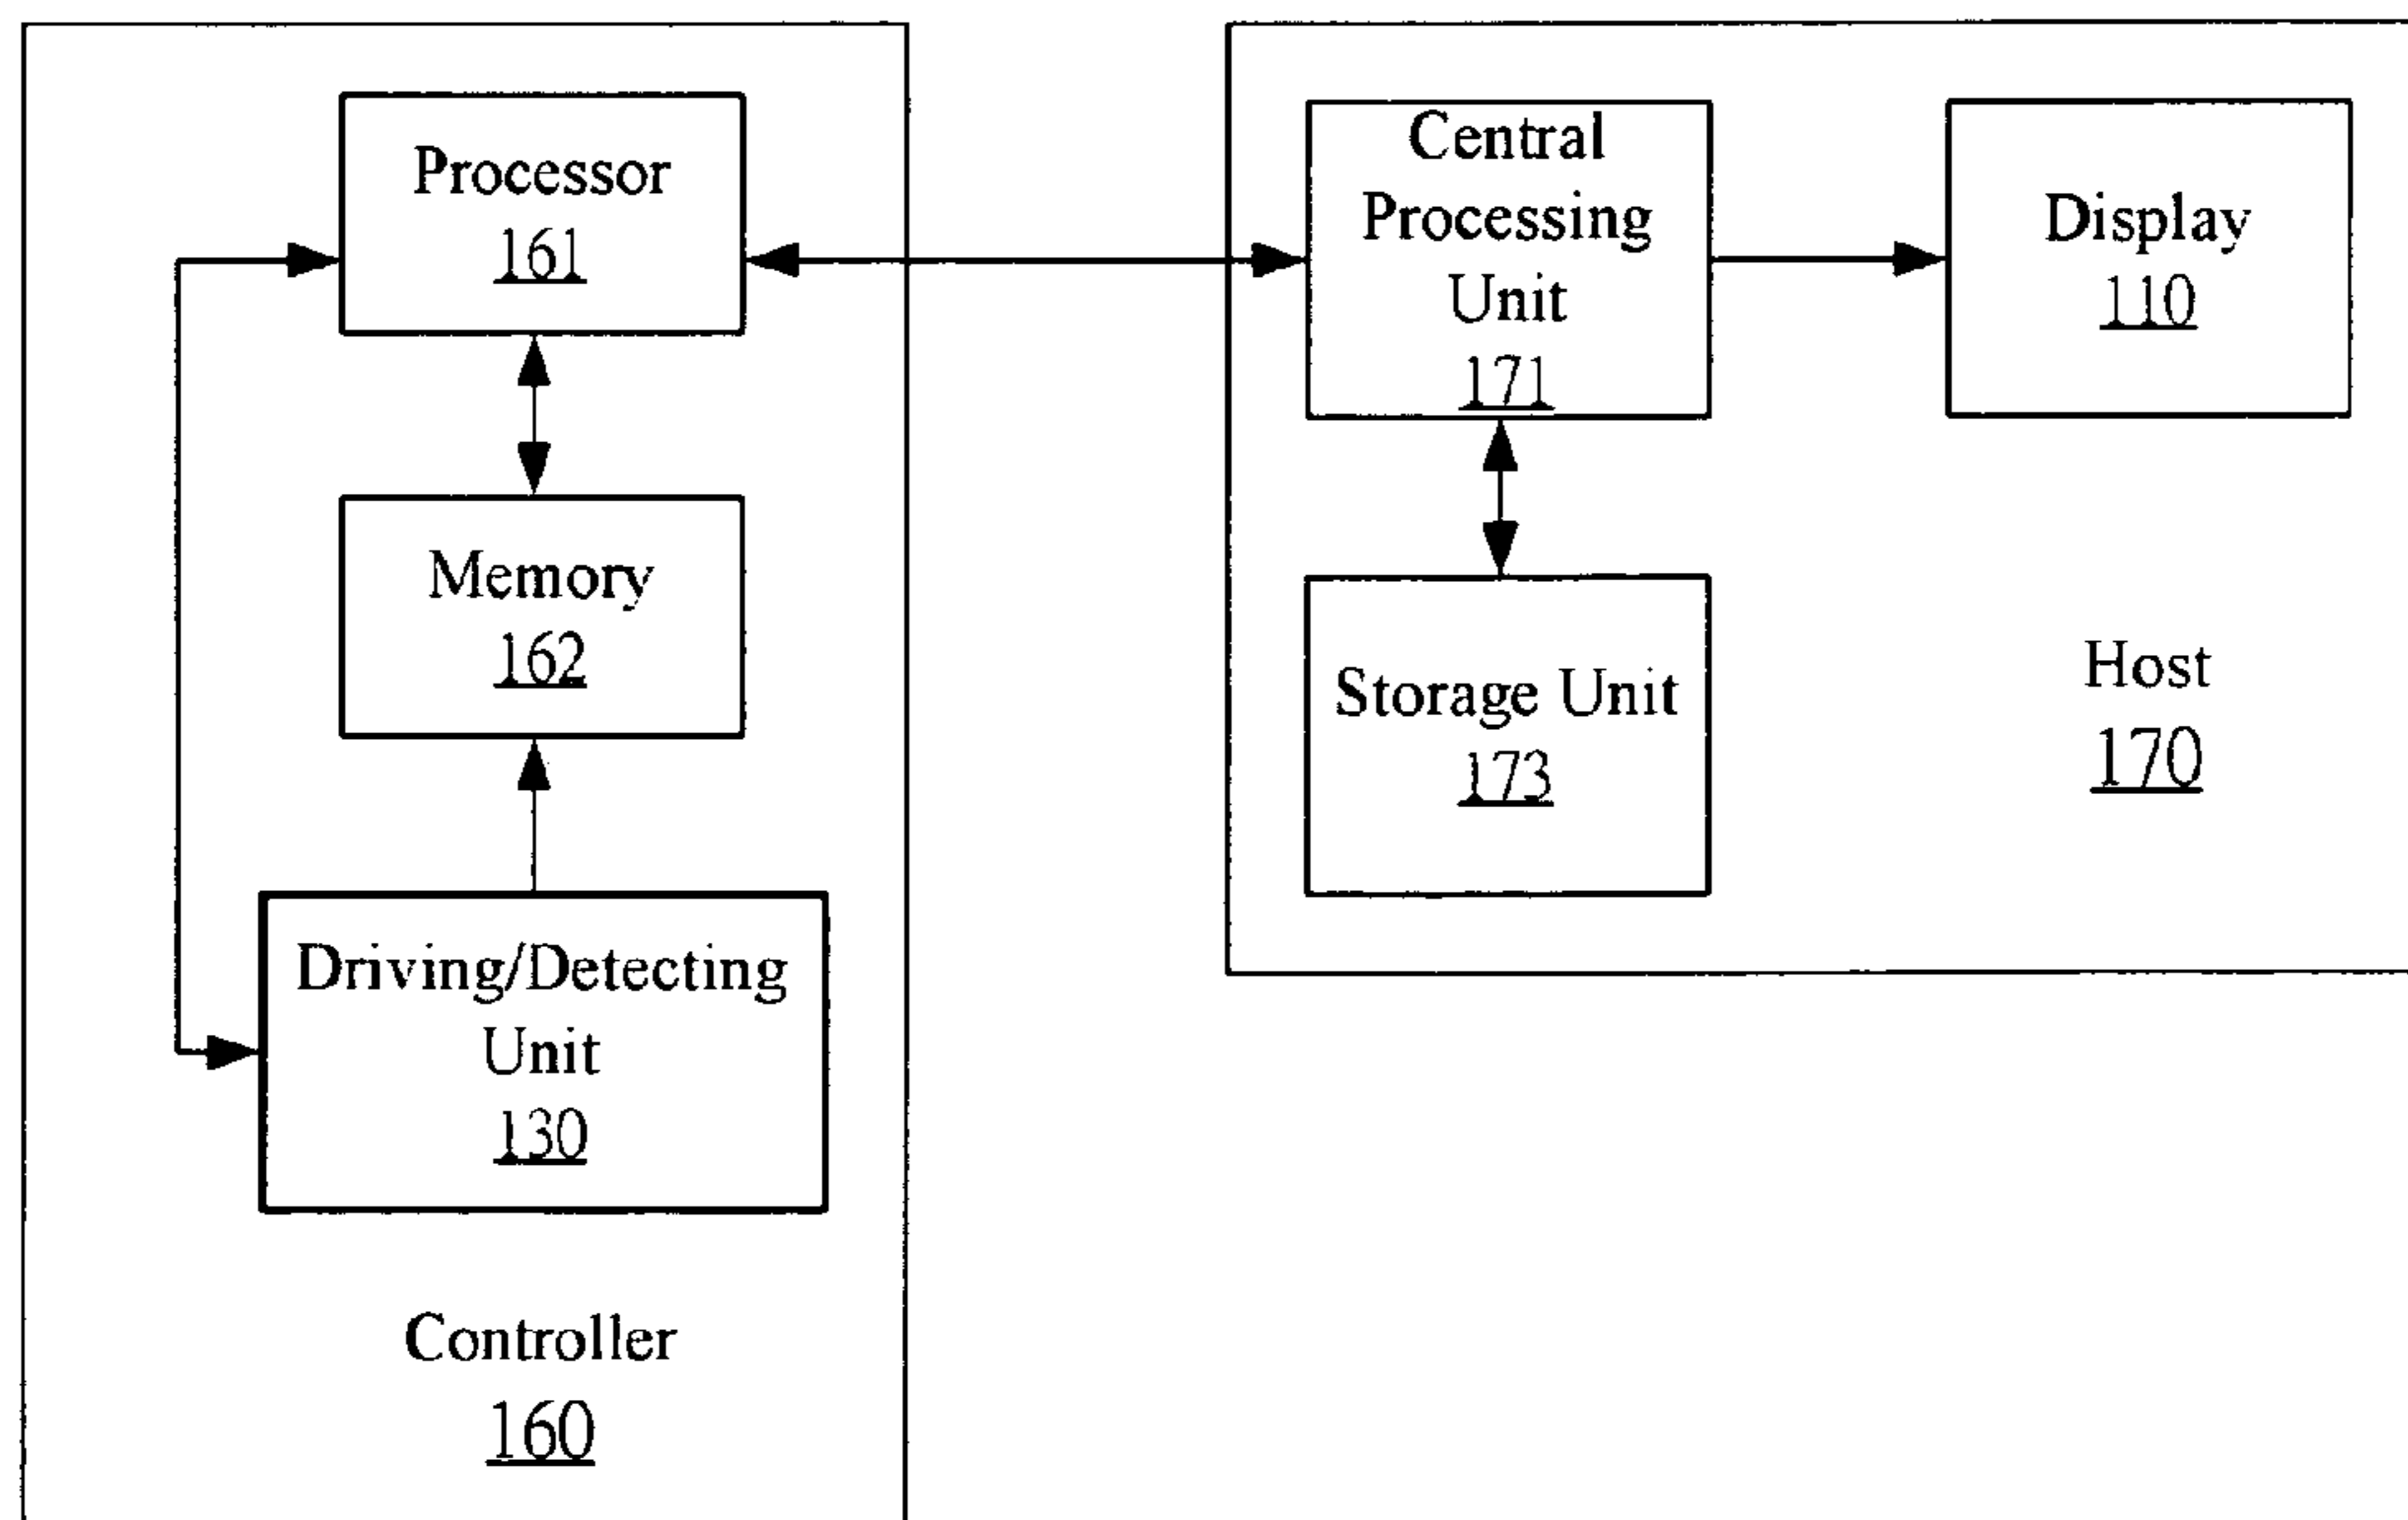 Processor
161
Memory
162
Driving/Detecting
Unit
130
Controller
160
Central
Processing
Unit
171
Display
110
Storage Unit
173
Host
170